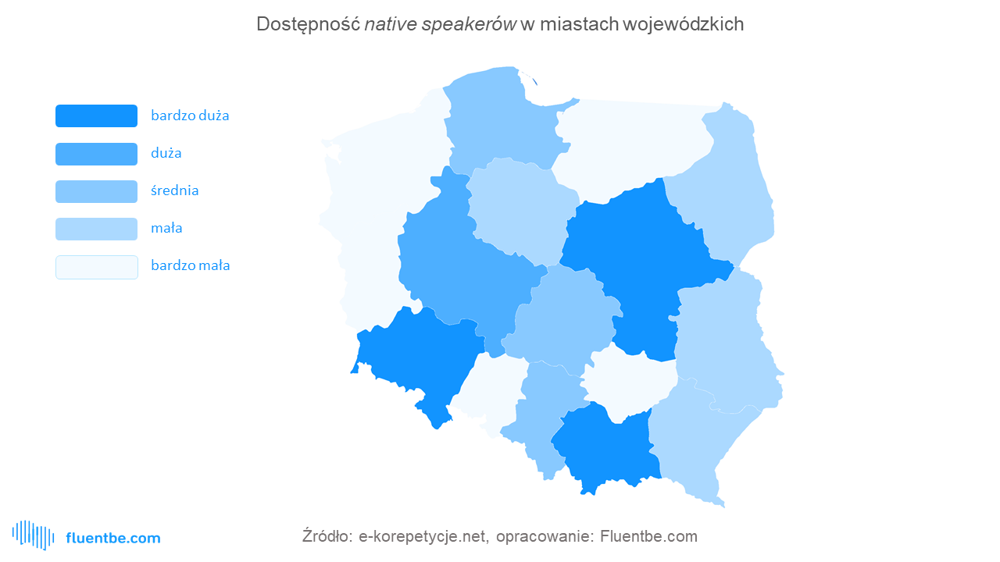 Dostępność native speakerów w miastach wojewódzkich
bardzo duża
duża
średnia
mała
bardzo mała
fluentbe.com
Źródło: e-korepetycje.net, opracowanie: Fluentbe.com